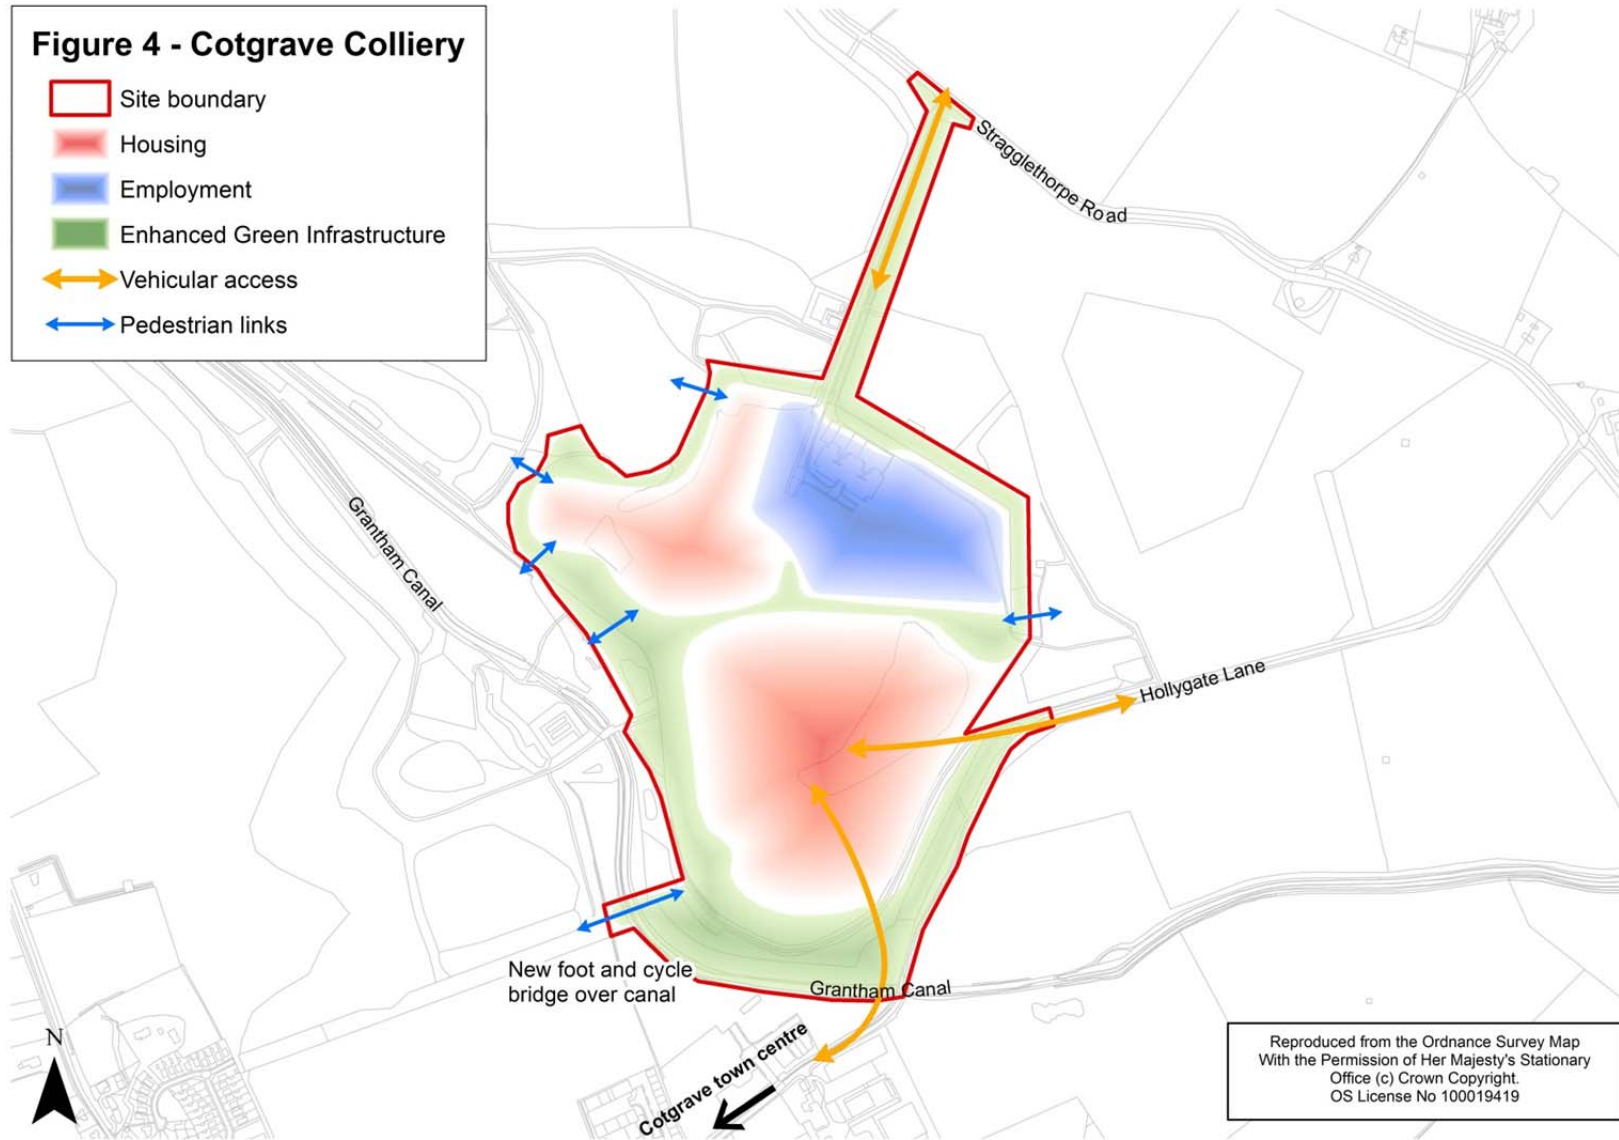 Figure 4 - Cotgrave Colliery
Site boundary
Housing
Employment
Enhanced Green Infrastructure
Vehicular access
Pedestrian links
Stragglethorpe Road
Grantham Canal
Hollygate Lane
New foot and cycle
bridge over canal
Grantham Canal
Cotgrave town centre
N
Reproduced from the Ordnance Survey Map
With the Permission of Her Majesty's Stationary
Office (c) Crown Copyright.
OS License No 100019419